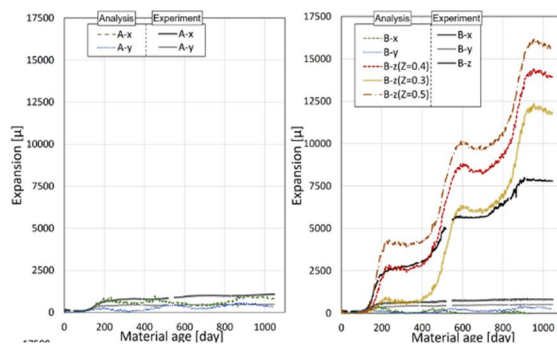 Analysis Experiment
A-x A-x
A-y A-y
17500
15000
12500
10000
7500
5000
2500
0
Expansion [μ]
0 200 400 600 800 1000
Material age [day]
17500
Analysis Experiment
B-x B-x
B-y B-y
B-z(Z=0.4) B-z
B-z(Z=0.3)
B-z(Z=0.5)
17500
15000
12500
10000
7500
5000
2500
0
Expansion [μ]
0 200 400 600 800 1000
Material age [day]